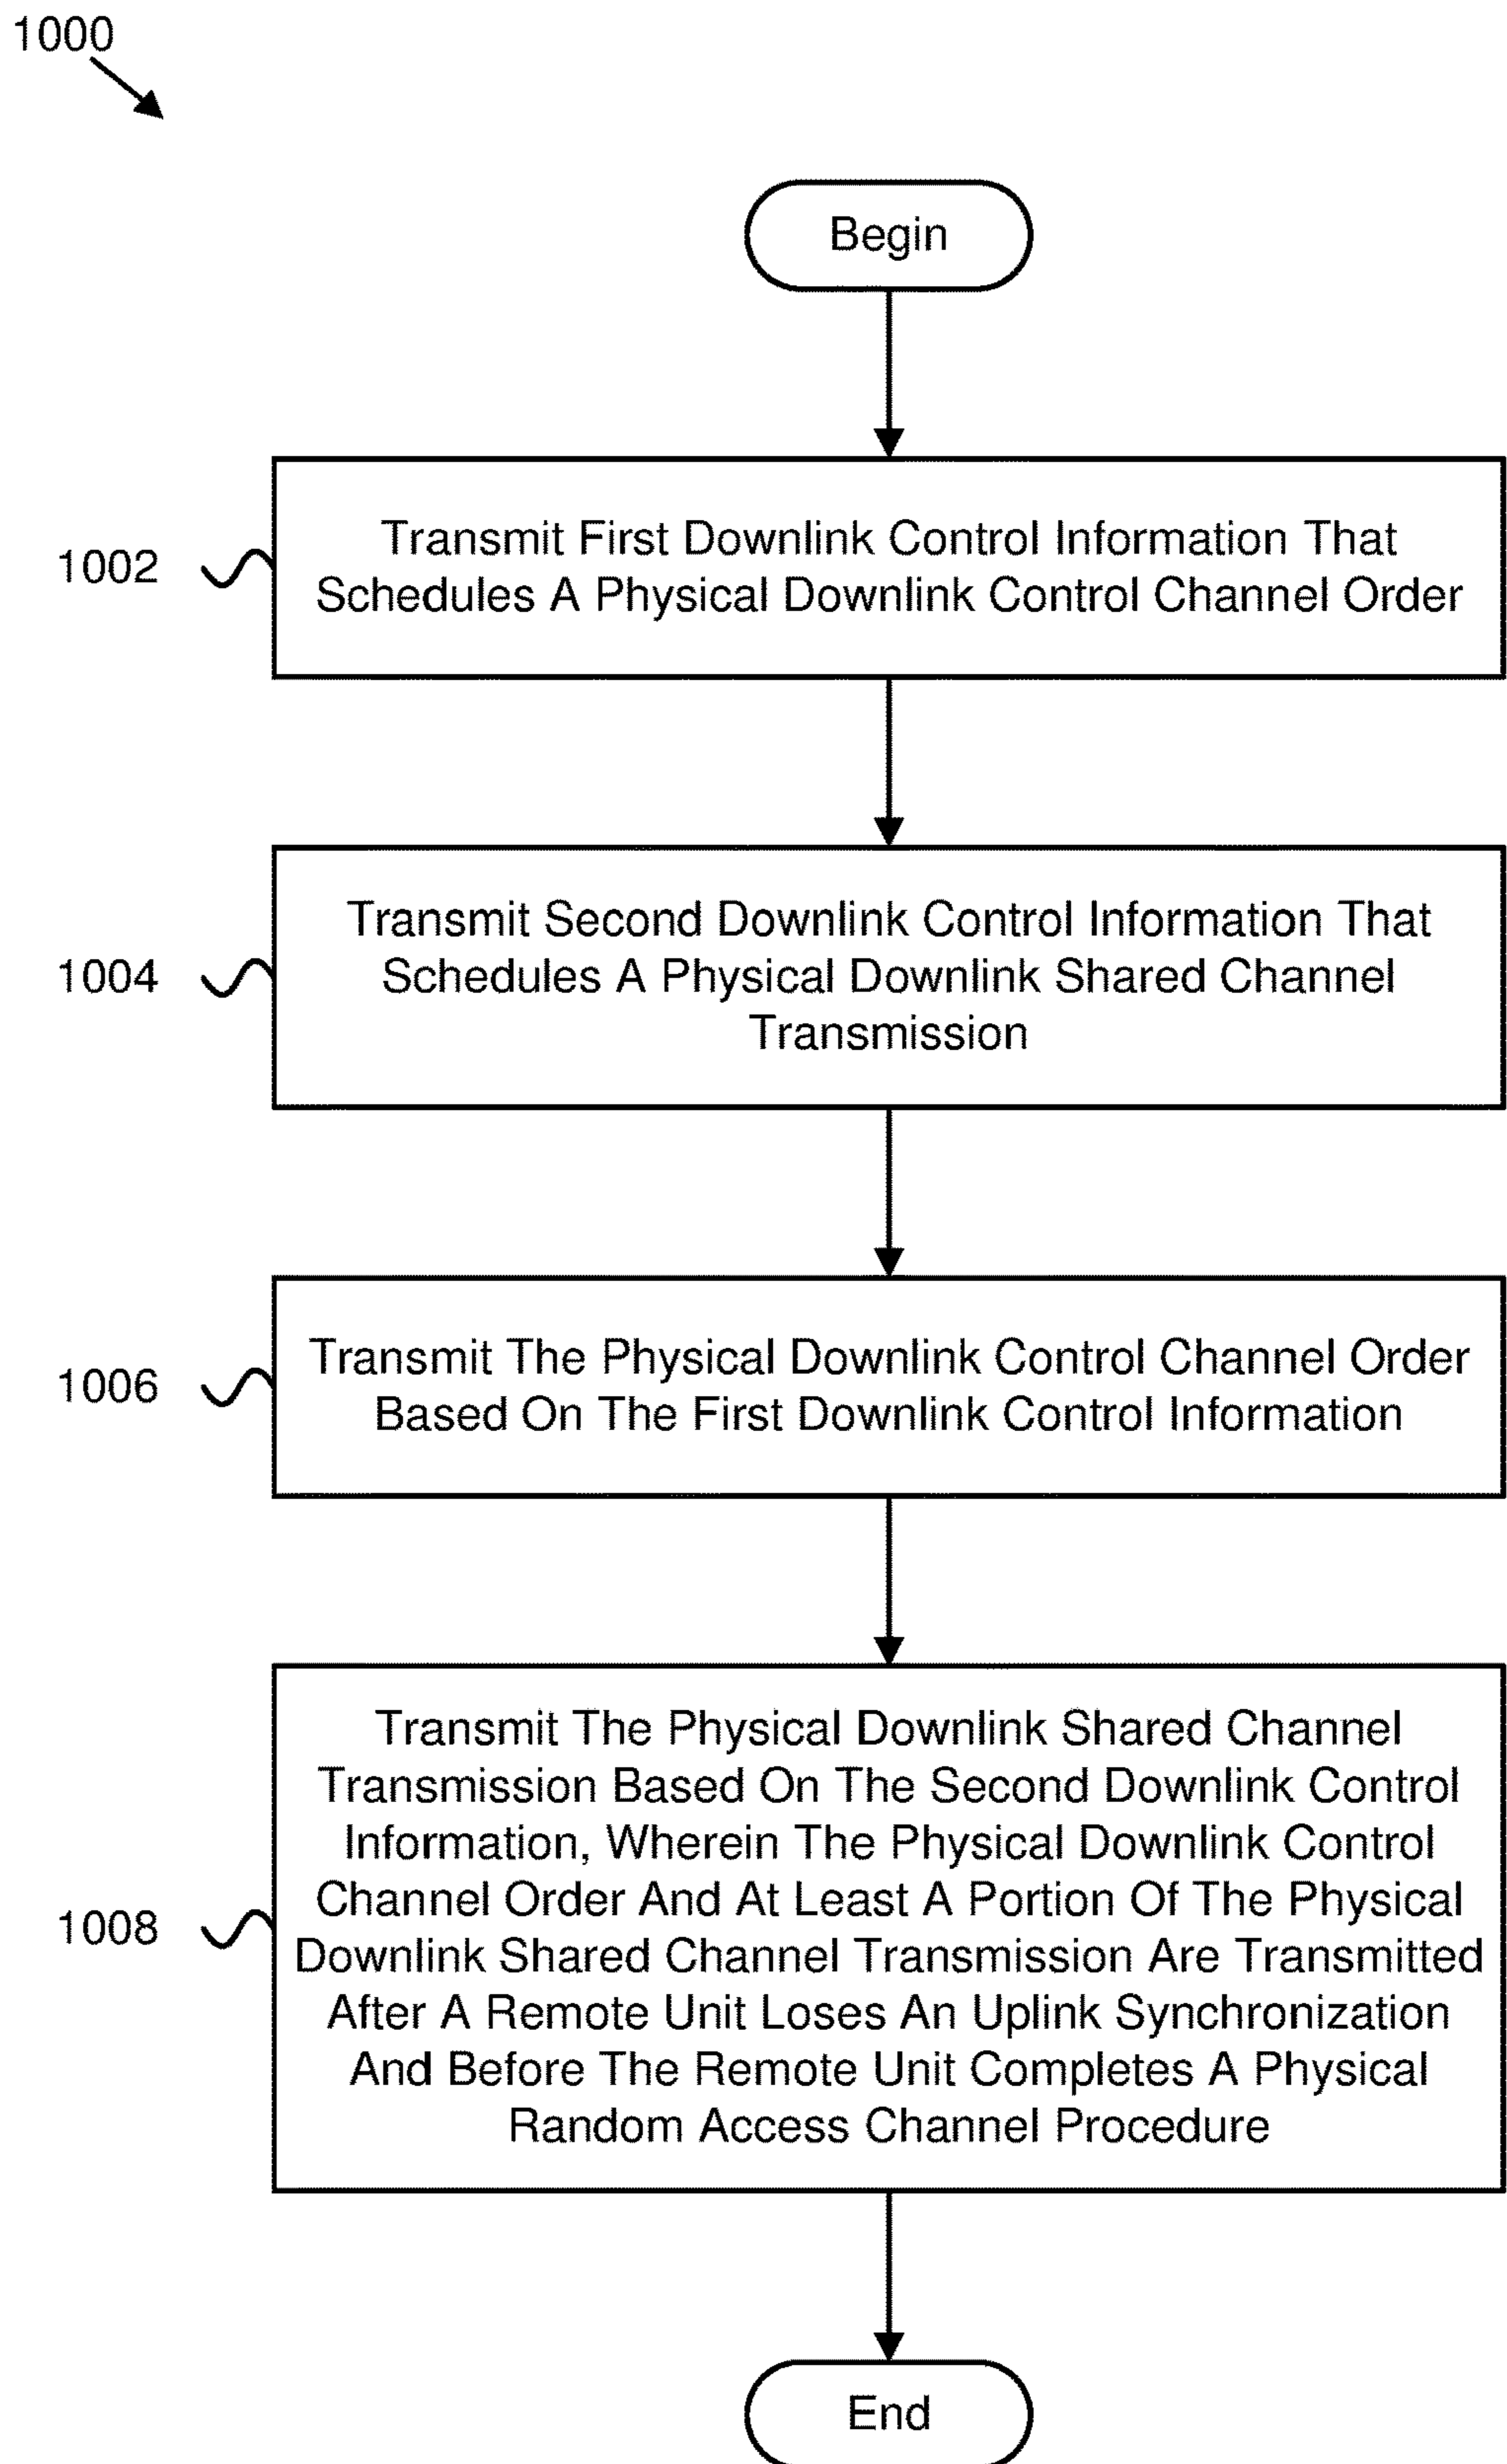 1000
Begin
1002
Transmit First Downlink Control Information That
Schedules A Physical Downlink Control Channel Order
1004
Transmit Second Downlink Control Information That
Schedules A Physical Downlink Shared Channel
Transmission
1006
Transmit The Physical Downlink Control Channel Order
Based On The First Downlink Control Information
1008
Transmit The Physical Downlink Shared Channel
Transmission Based On The Second Downlink Control
Information, Wherein The Physical Downlink Control
Channel Order And At Least A Portion Of The Physical
Downlink Shared Channel Transmission Are Transmitted
After A Remote Unit Loses An Uplink Synchronization
And Before The Remote Unit Completes A Physical
Random Access Channel Procedure
End